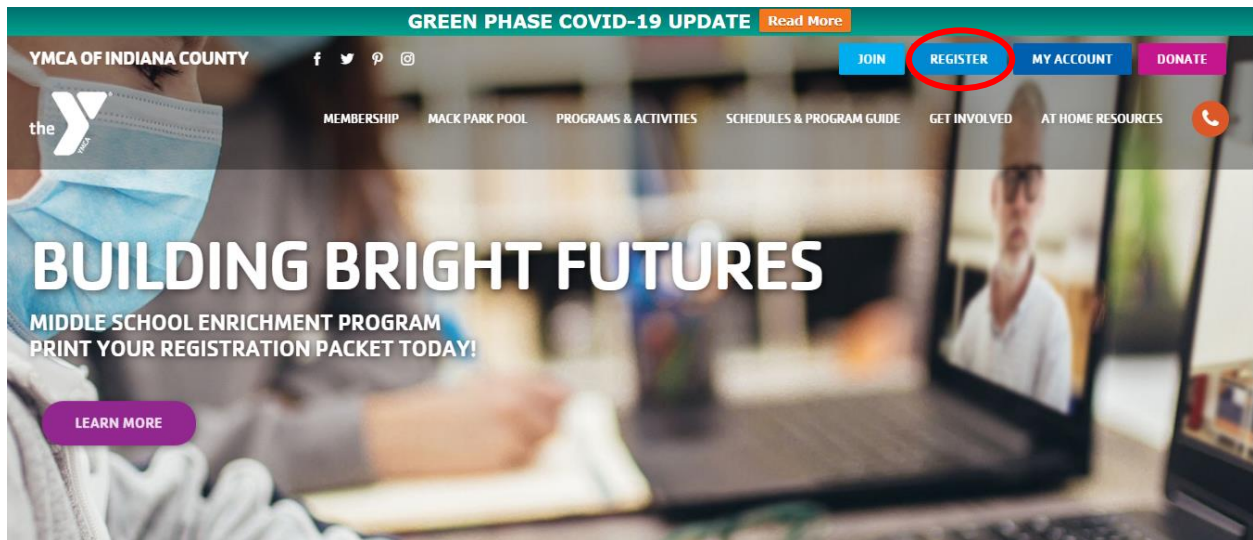 GREEN PHASE COVID-19 UPDATE Read More
YMCA OF INDIANA COUNTY
JOIN REGISTER MY ACCOUNT DONATE
the Y YMCA
MEMBERSHIP MACK PARK POOL PROGRAMS & ACTIVITIES SCHEDULES & PROGRAM GUIDE GET INVOLVED AT HOME RESOURCES
BUILDING BRIGHT FUTURES
MIDDLE SCHOOL ENRICHMENT PROGRAM
PRINT YOUR REGISTRATION PACKET TODAY!
LEARN MORE